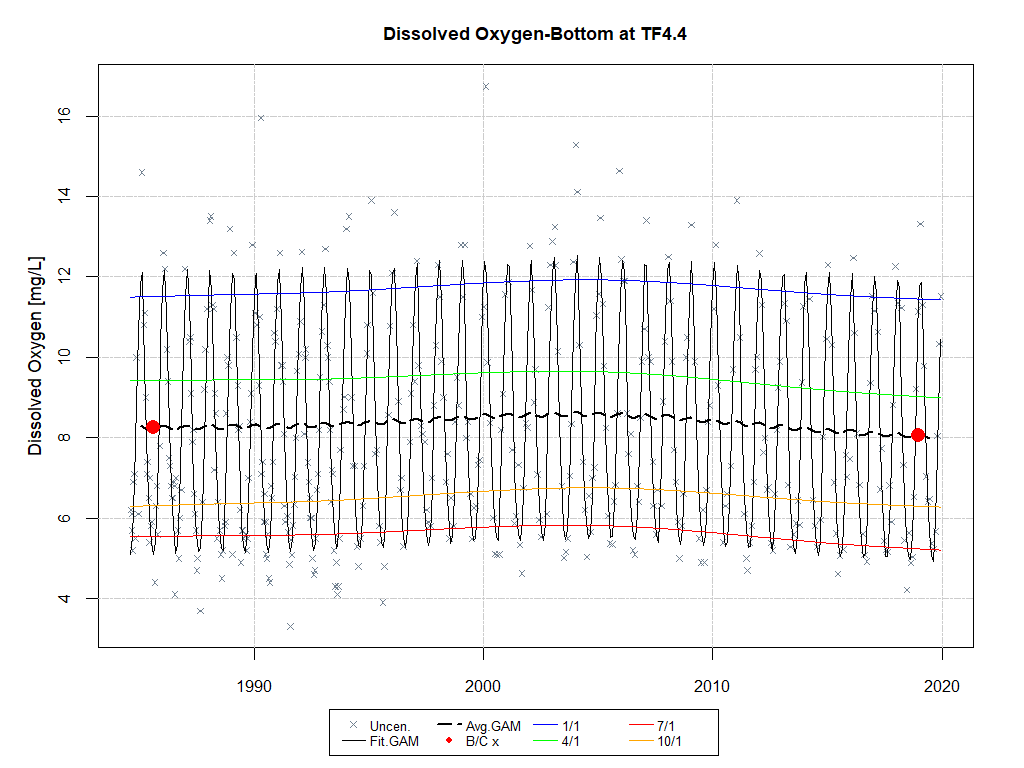 Dissolved Oxygen-Bottom at TF4.4
Dissolved Oxygen [mg/L]
16
14
12
10
8
6
4
1990 2000 2010 2020
Uncen. Avg.GAM 1/1 7/1
Fit.GAM B/C x 4/1 10/1